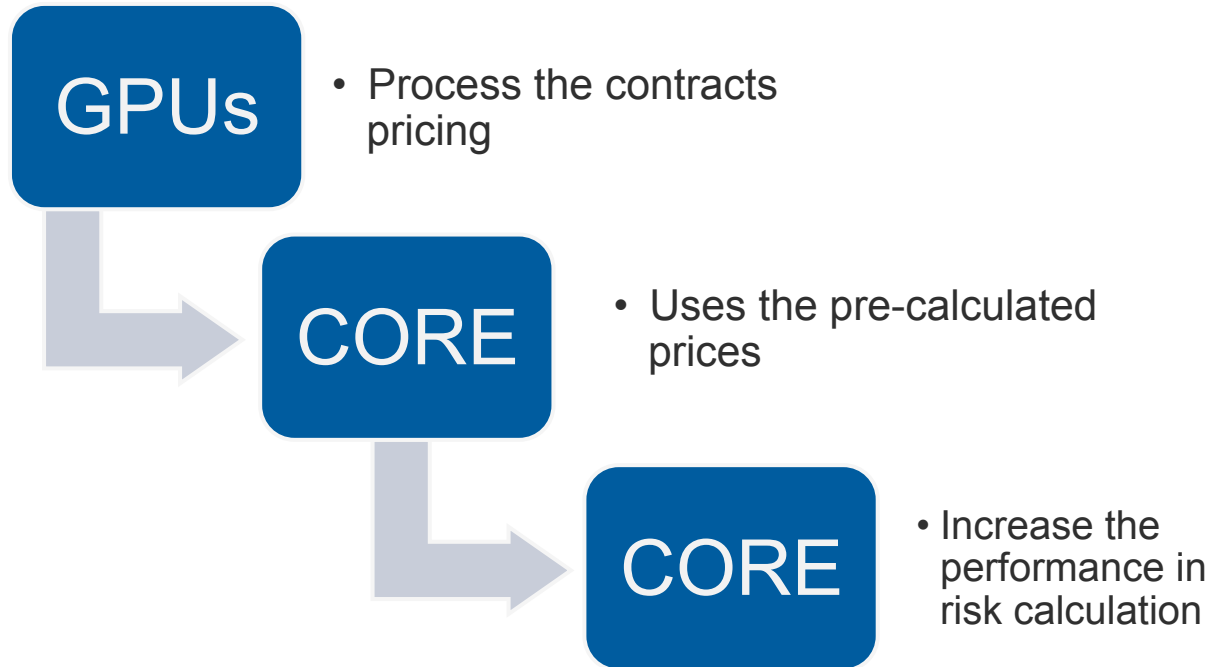 GPUs
• Process the contracts
pricing
CORE
• Uses the pre-calculated
prices
CORE
• Increase the
performance in
risk calculation